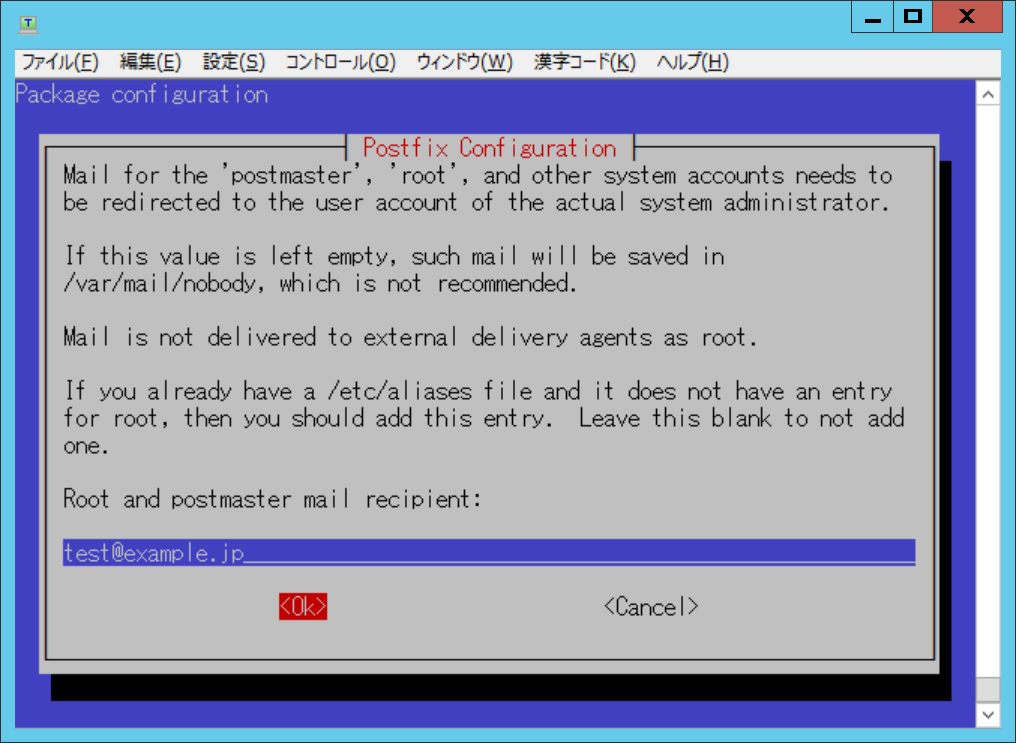 T
ファイル(F) 編集(E) 設定(S) コントロール(O) ウィンドウ(W) 漢字コード(K) ヘルプ(H)
Package configuration
Postfix Configuration
Mail for the 'postmaster', 'root', and other system accounts needs to
be redirected to the user account of the actual system administrator.
If this value is left empty, such mail will be saved in
/var/mail/nobody, which is not recommended.
Mail is not delivered to external delivery agents as root.
If you already have a /etc/aliases file and it does not have an entry
for root, then you should add this entry.  Leave this blank to not add
one.
Root and postmaster mail recipient:
test@example.jp
<Ok> <Cancel>